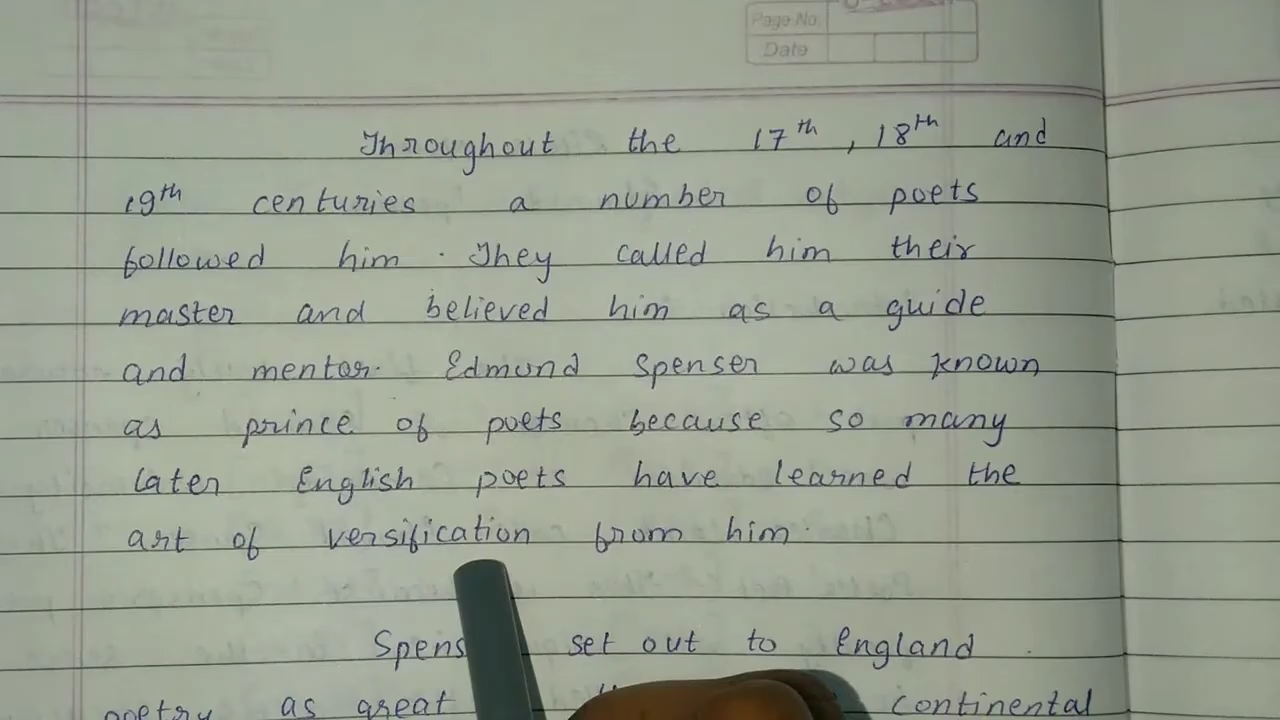 Page No.
Date
Throughout the 17th, 18th and
19th centuries a number of poets
followed him. They called him their
master and believed him as a guide
and mentor. Edmund Spenser was known
as prince of poets because so many
later English poets have learned the
art of versification from him.
set out to England
poetry as great continental